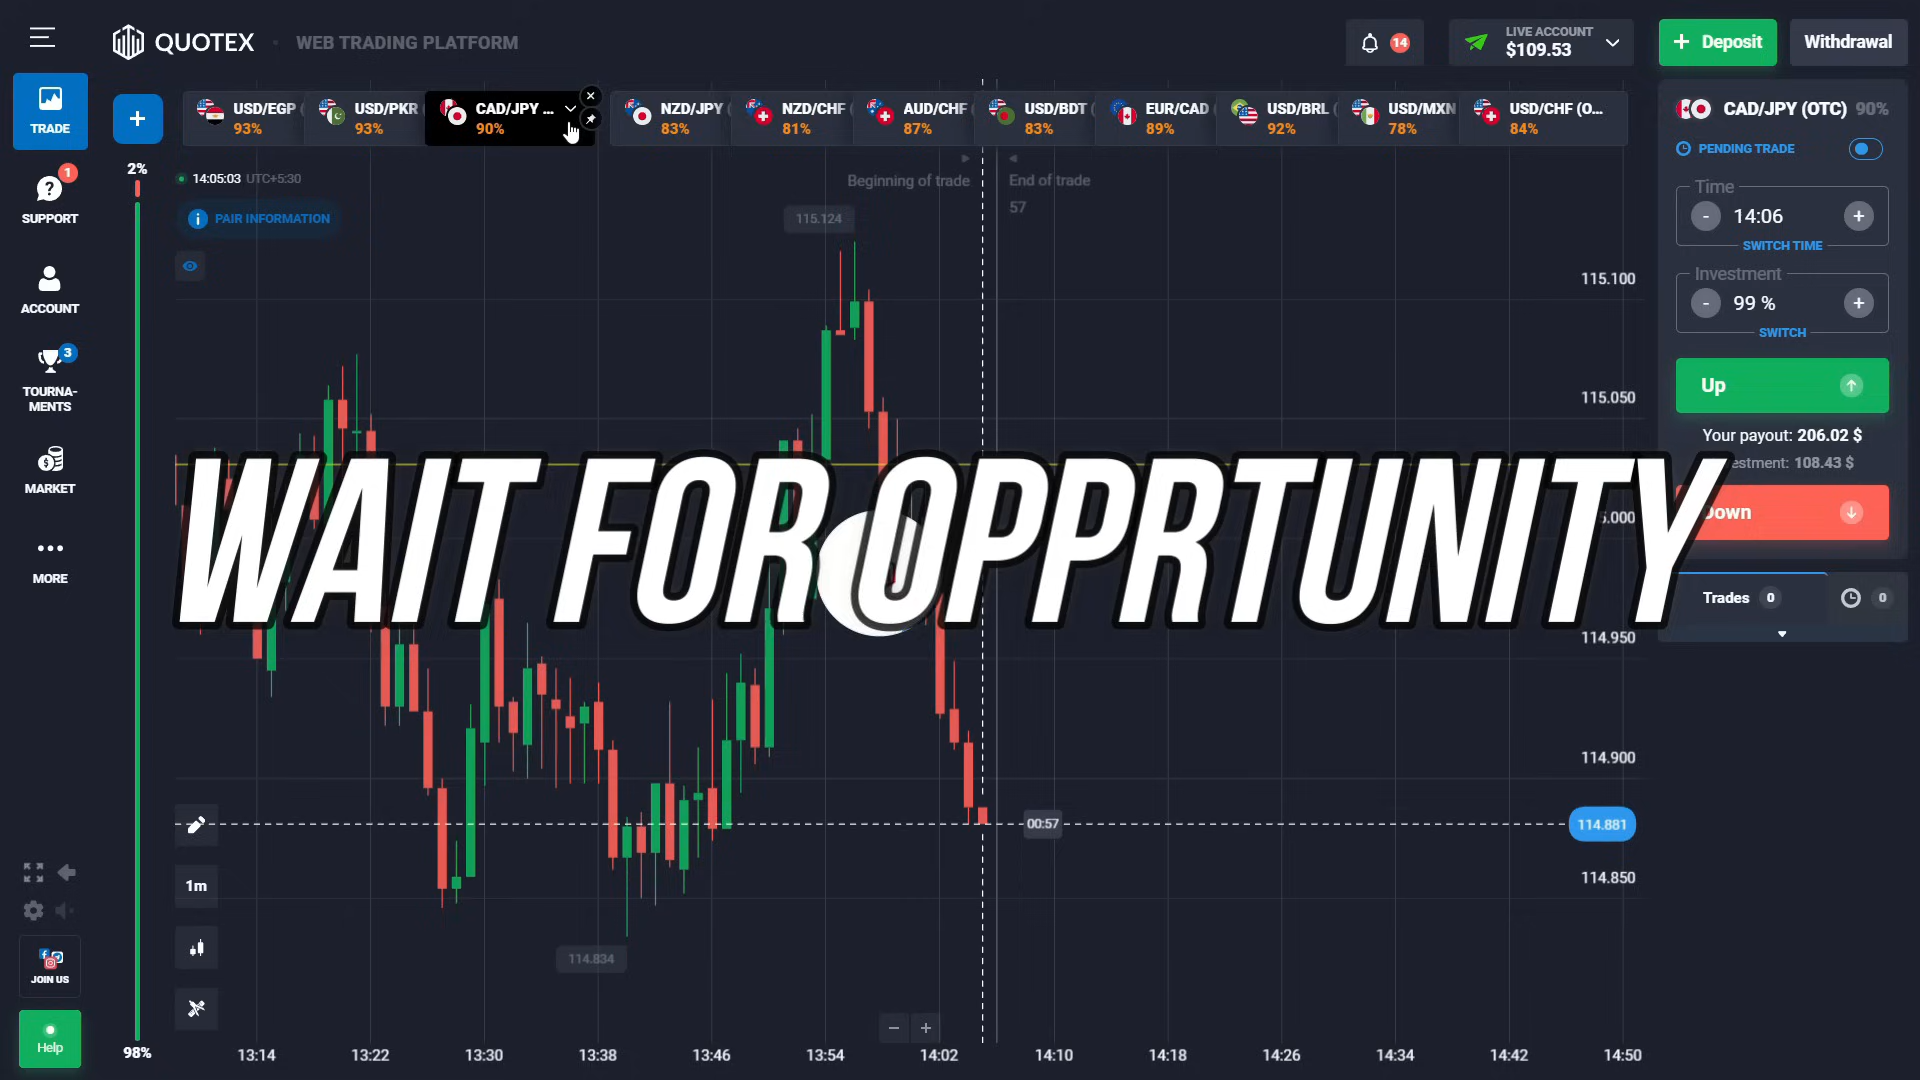 QUOTEX
WEB TRADING PLATFORM
14
LIVE ACCOUNT
$109.53
Deposit
Withdrawal
TRADE
+
USD/EGP
93%
USD/PKR
93%
CAD/JPY ...
90%
NZD/JPY
83%
NZD/CHF
81%
AUD/CHF
87%
USD/BDT
83%
EUR/CAD
89%
USD/BRL
92%
USD/MXN
78%
USD/CHF (O...
84%
CAD/JPY (OTC) 90%
PENDING TRADE
2%
1
SUPPORT
14:05:03 UTC+5:30
Beginning of trade
End of trade
57
PAIR INFORMATION
115.124
Time
- 14:06 +
SWITCH TIME
Investment
- 99 % +
SWITCH
ACCOUNT
3
TOURNA-
MENTS
115.100
115.050
Up
Your payout: 206.02 $
estment: 108.43 $
MARKET
WAIT FOR OPPRTUNITY
5.000
Down
MORE
Trades 0
0
114.950
114.900
00:57
114.881
114.850
1m
114.834
JOIN US
Help
98%
− +
13:14 13:22 13:30 13:38 13:46 13:54 14:02 14:10 14:18 14:26 14:34 14:42 14:50